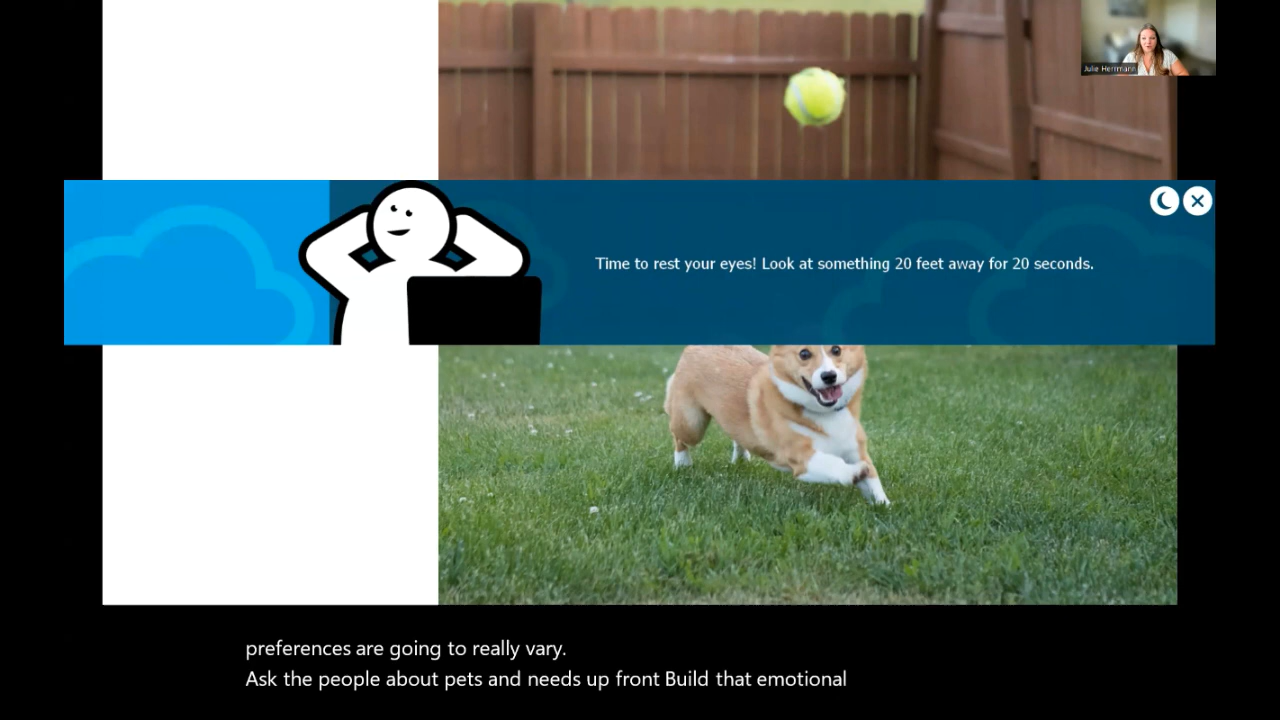 Julie Herrmann
Time to rest your eyes! Look at something 20 feet away for 20 seconds.
preferences are going to really vary.
Ask the people about pets and needs up front Build that emotional